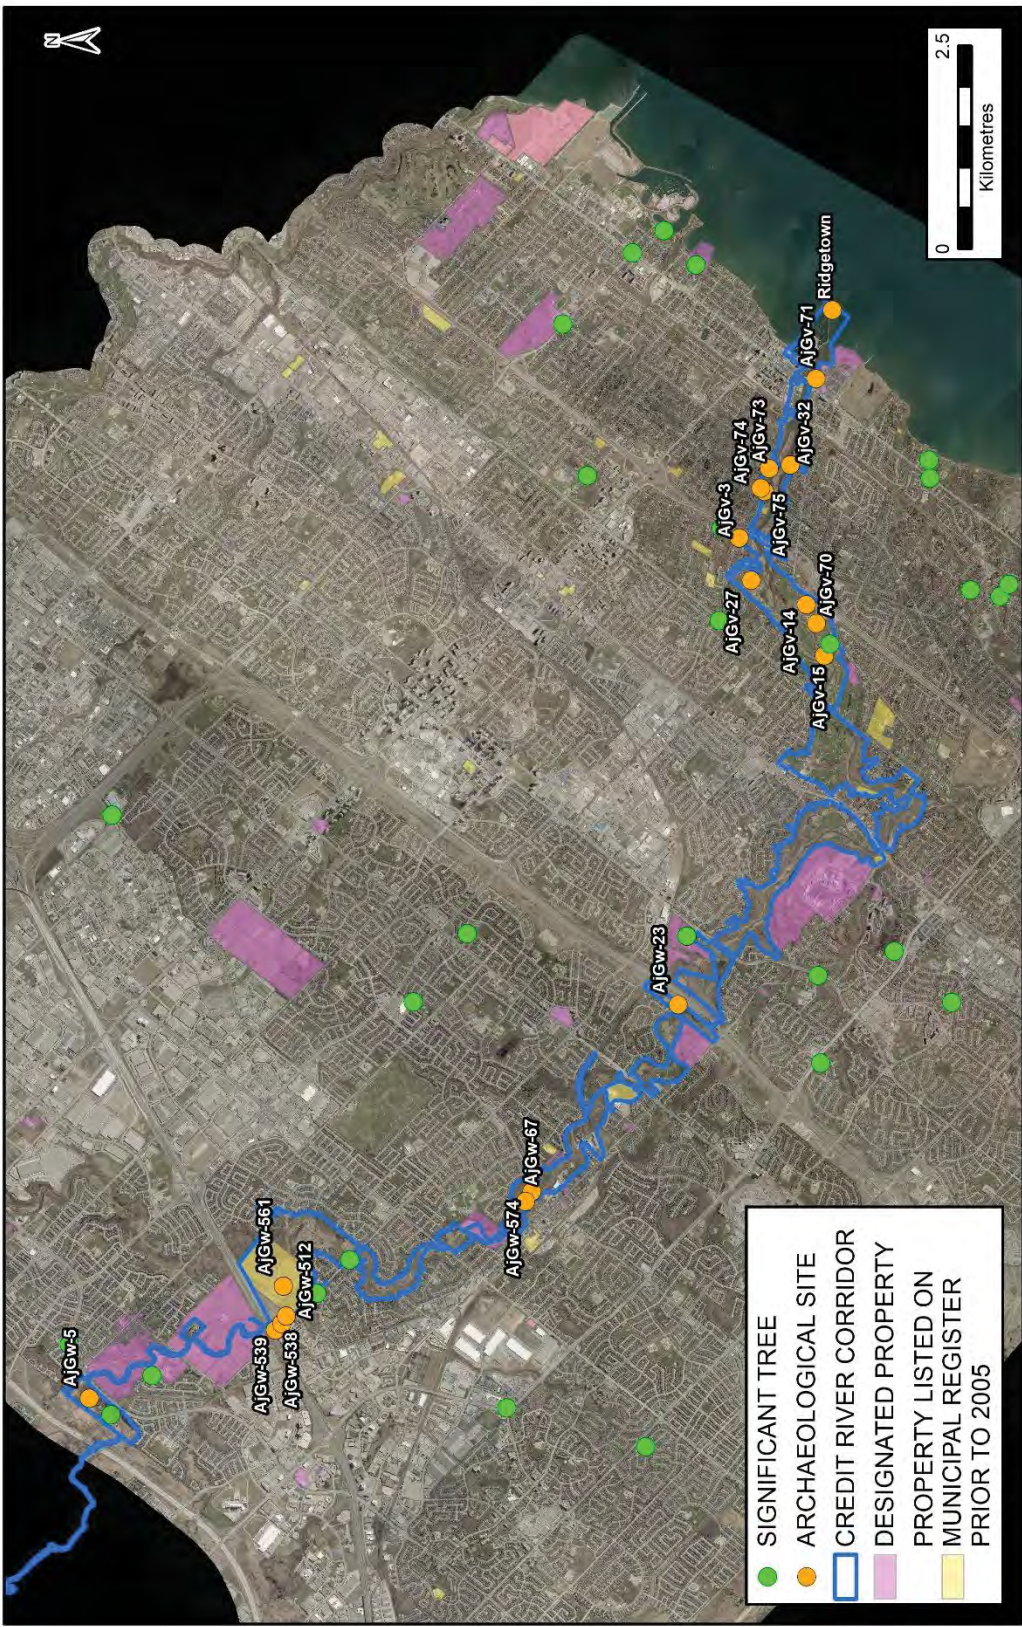 N
AjGw-5
AjGw-561
AjGw-512
AjGw-539
AjGw-538
AjGw-574
AjGw-67
AjGw-23
AjGv-27
AjGv-3
AjGv-74
AjGv-73
AjGv-71
Ridgetown
AjGv-32
AjGv-75
AjGv-70
AjGv-14
AjGv-15
SIGNIFICANT TREE
ARCHAEOLOGICAL SITE
CREDIT RIVER CORRIDOR
DESIGNATED PROPERTY
PROPERTY LISTED ON
MUNICIPAL REGISTER
PRIOR TO 2005
0 2.5
Kilometres